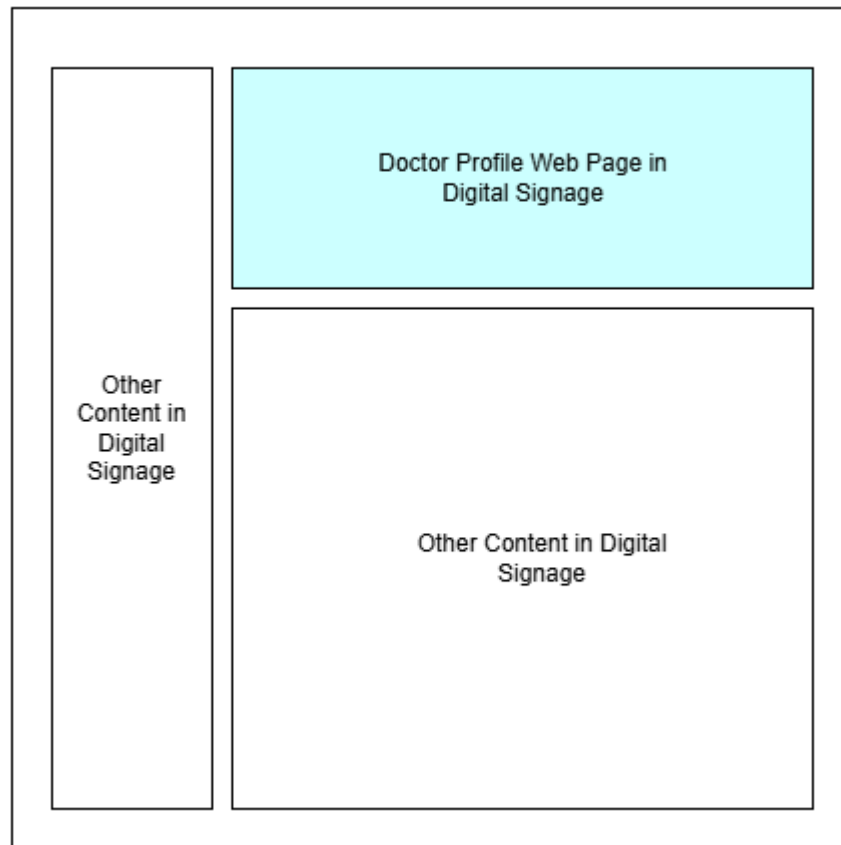 Doctor Profile Web Page in
Digital Signage
Other
Content in
Digital
Signage
Other Content in Digital
Signage